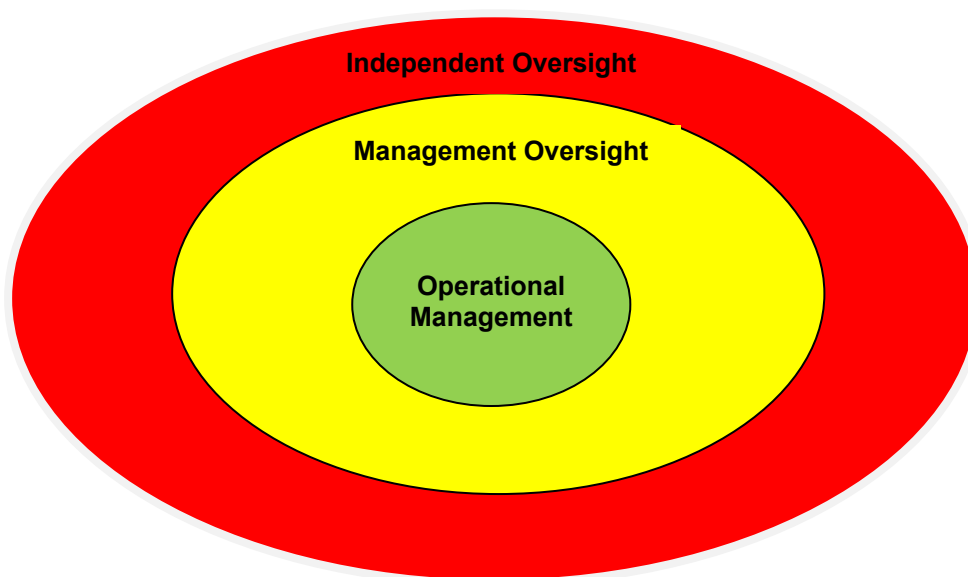 Independent Oversight
Management Oversight
Operational
Management